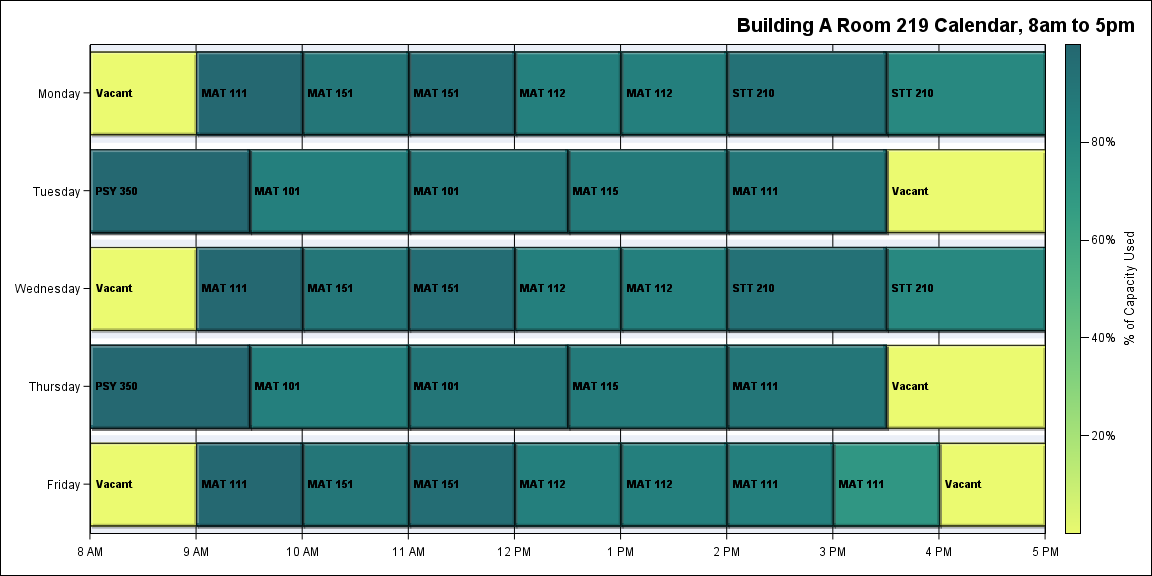 Building A Room 219 Calendar, 8am to 5pm
Monday Vacant MAT 111 MAT 151 MAT 151 MAT 112 MAT 112 STT 210 STT 210
Tuesday PSY 350 MAT 101 MAT 101 MAT 115 MAT 111 Vacant
Wednesday Vacant MAT 111 MAT 151 MAT 151 MAT 112 MAT 112 STT 210 STT 210
Thursday PSY 350 MAT 101 MAT 101 MAT 115 MAT 111 Vacant
Friday Vacant MAT 111 MAT 151 MAT 151 MAT 112 MAT 112 MAT 111 MAT 111 Vacant
8 AM 9 AM 10 AM 11 AM 12 PM 1 PM 2 PM 3 PM 4 PM 5 PM
80%
60%
40%
20%
% of Capacity Used